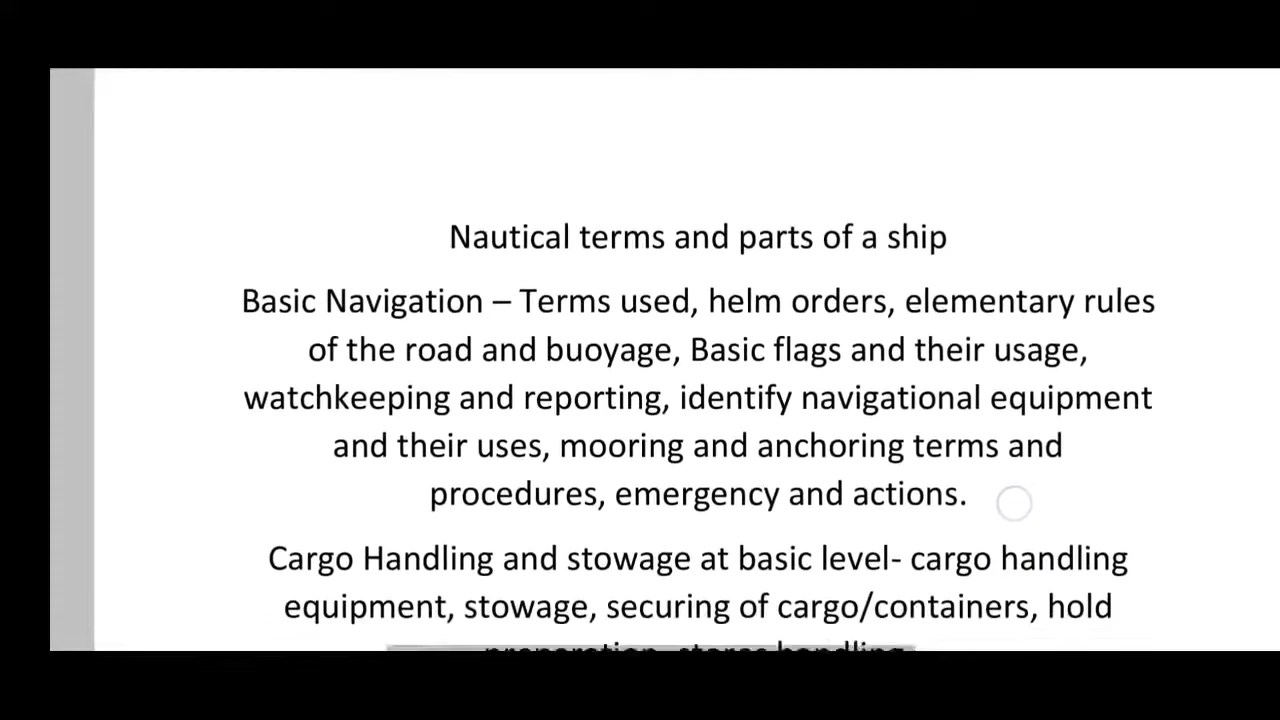 Nautical terms and parts of a ship
Basic Navigation – Terms used, helm orders, elementary rules
of the road and buoyage, Basic flags and their usage,
watchkeeping and reporting, identify navigational equipment
and their uses, mooring and anchoring terms and
procedures, emergency and actions.
Cargo Handling and stowage at basic level- cargo handling
equipment, stowage, securing of cargo/containers, hold
preparation, stores handling